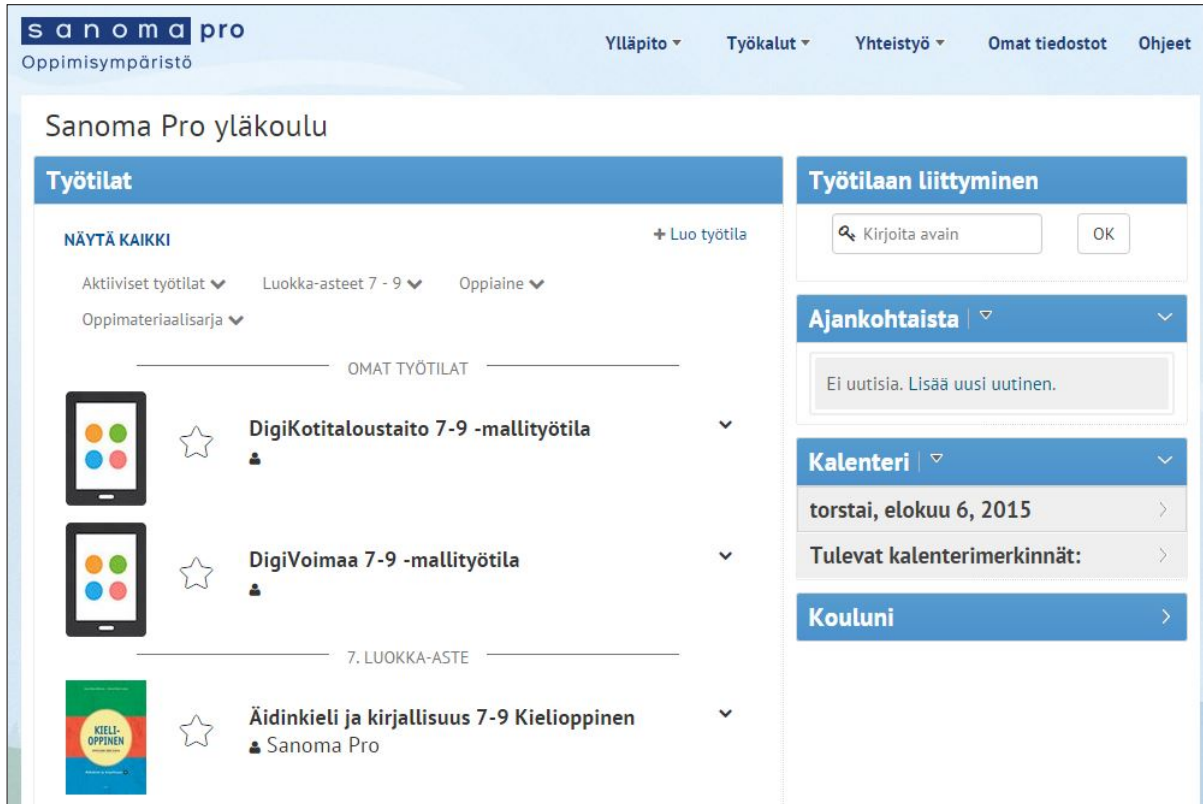 sanoma pro
Oppimisympäristö
Ylläpito
Työkalut
Yhteistyö
Omat tiedostot
Ohjeet
Sanoma Pro yläkoulu
Työtilat
NÄYTÄ KAIKKI
+ Luo työtila
Aktiiviset työtilat
Luokka-asteet 7 - 9
Oppiaine
Oppimateriaalisarja
OMAT TYÖTILAT
DigiKotitaloustaito 7-9 -mallityötila
DigiVoimaa 7-9 -mallityötila
7. LUOKKA-ASTE
KIELI-
OPPINEN
Äidinkieli ja kirjallisuus 7-9 Kielioppinen
Sanoma Pro
Työtilaan liittyminen
Kirjoita avain
OK
Ajankohtaista
Ei uutisia. Lisää uusi uutinen.
Kalenteri
torstai, elokuu 6, 2015
Tulevat kalenterimerkinnät:
Kouluni